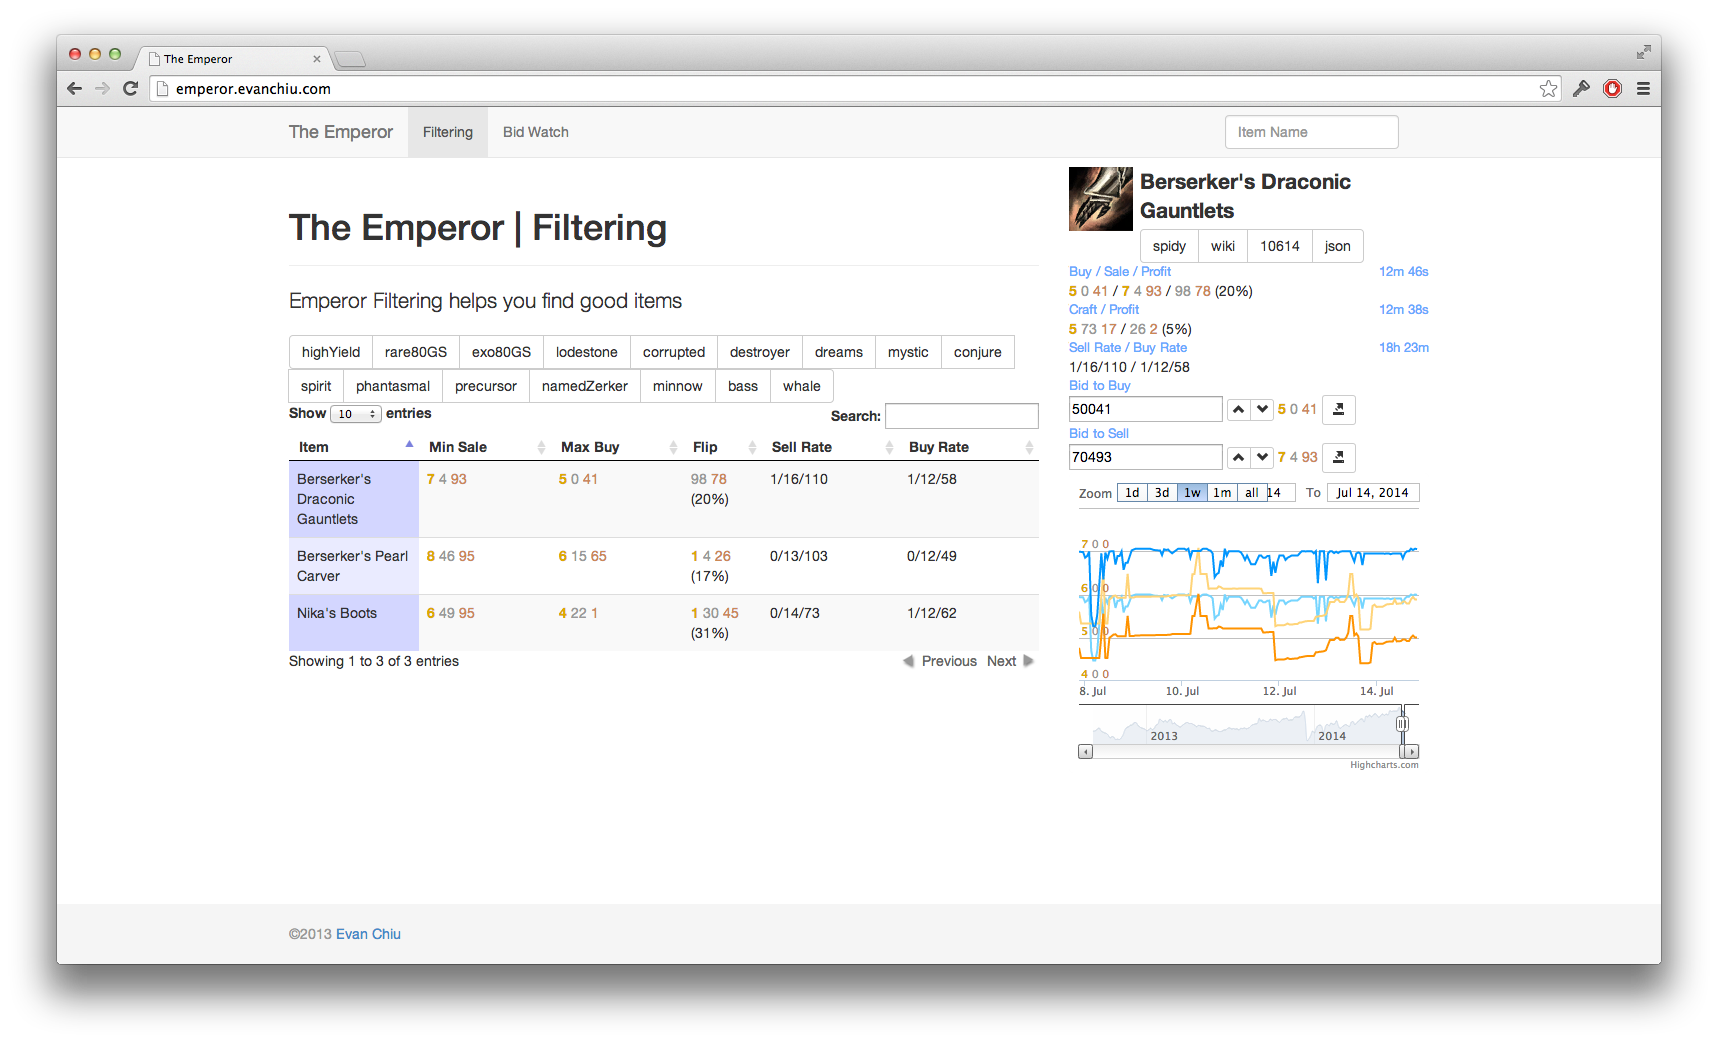 The Emperor
emperor.evanchiu.com
The Emperor Filtering Bid Watch Item Name
The Emperor | Filtering
Emperor Filtering helps you find good items
highYield rare80GS exo80GS lodestone corrupted destroyer dreams mystic conjure
spirit phantasmal precursor namedZerker minnow bass whale
Show 10 entries Search:
Item Min Sale Max Buy Flip Sell Rate Buy Rate
Berserker's Draconic Gauntlets 7 4 93 5 0 41 98 78 (20%) 1/16/110 1/12/58
Berserker's Pearl Carver 8 46 95 6 15 65 1 4 26 (17%) 0/13/103 0/12/49
Nika's Boots 6 49 95 4 22 1 1 30 45 (31%) 0/14/73 1/12/62
Showing 1 to 3 of 3 entries Previous Next
Berserker's Draconic
Gauntlets
spidy wiki 10614 json
Buy / Sale / Profit 12m 46s
5 0 41 / 7 4 93 / 98 78 (20%)
Craft / Profit 12m 38s
5 73 17 / 26 2 (5%)
Sell Rate / Buy Rate 18h 23m
1/16/110 / 1/12/58
Bid to Buy
50041 5 0 41
Bid to Sell
70493 7 4 93
Zoom 1d 3d 1w 1m all 14 To Jul 14, 2014
7 0 0
6 0 0
5 0 0
4 0 0
8. Jul 10. Jul 12. Jul 14. Jul
2013 2014
Highcharts.com
©2013 Evan Chiu